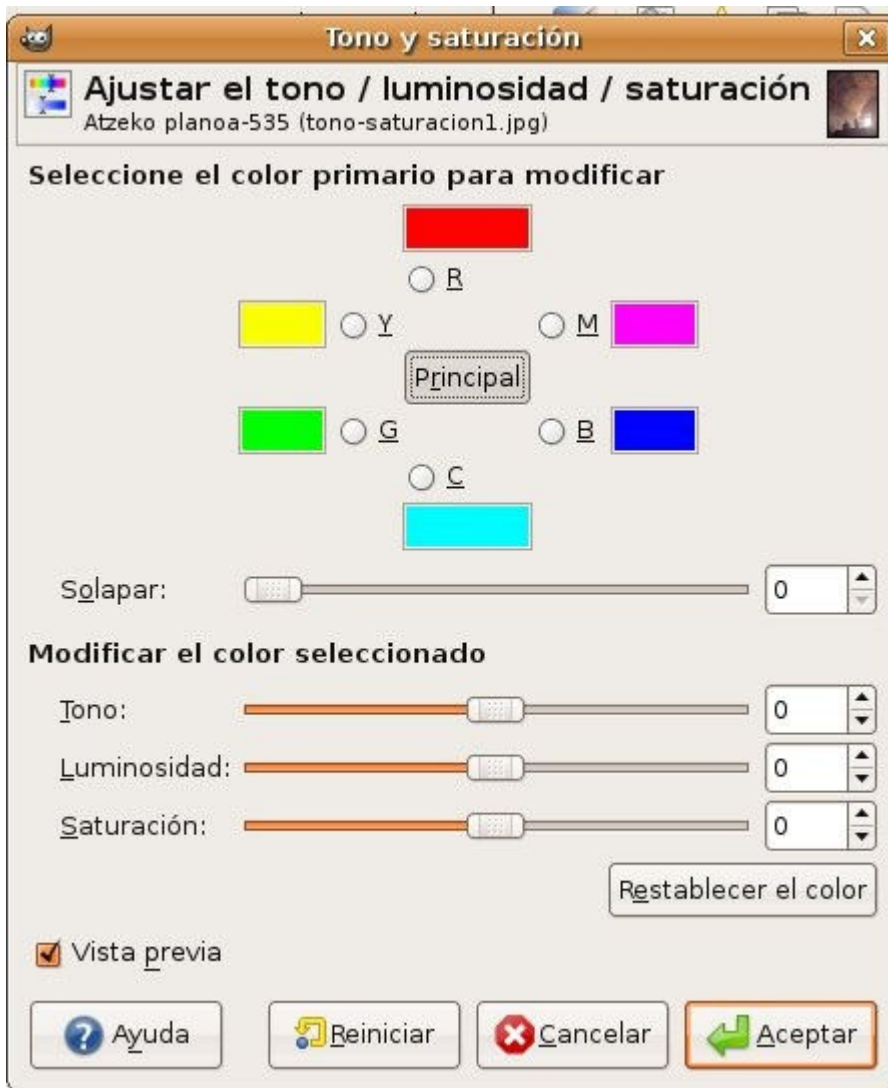 Tono y saturación
Ajustar el tono / luminosidad / saturación
Atzeko planoa-535 (tono-saturacion1.jpg)
Seleccione el color primario para modificar
R
Y M
Principal
G B
C
Solapar: 0
Modificar el color seleccionado
Tono: 0
Luminosidad: 0
Saturación: 0
Restablecer el color
Vista previa
Ayuda Reiniciar Cancelar Aceptar